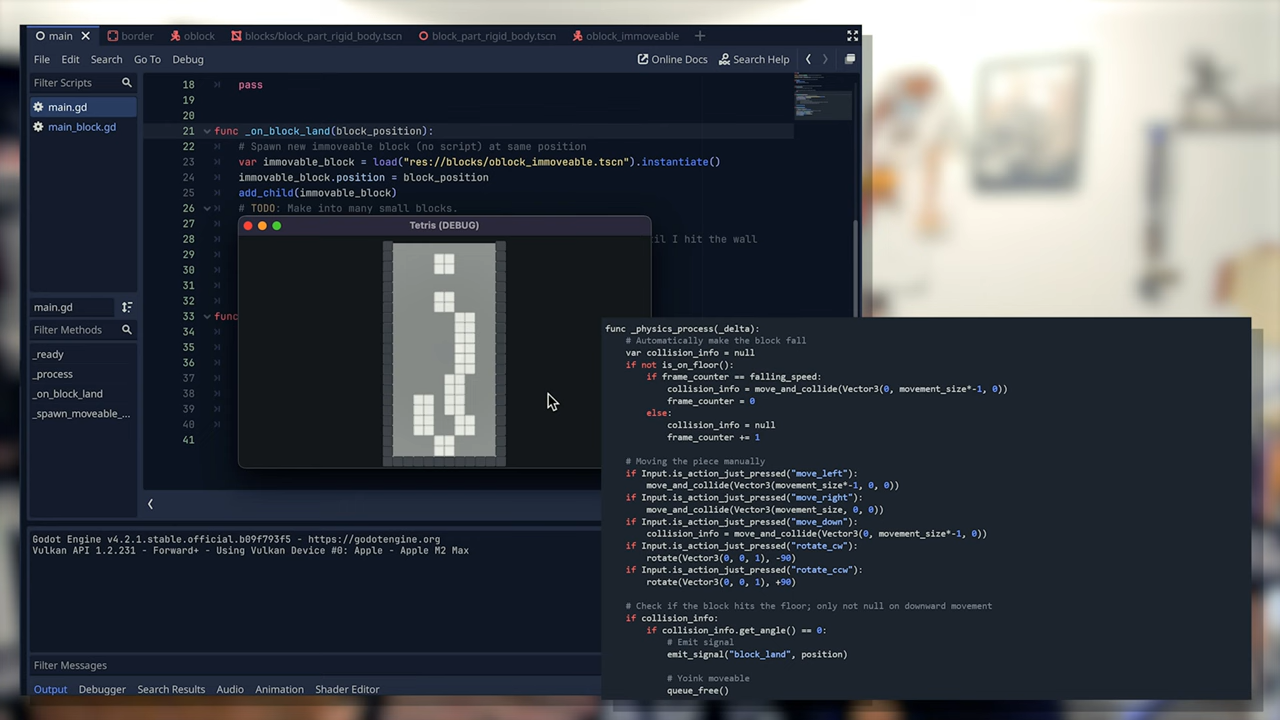 main
border
oblock
blocks/block_part_rigid_body.tscn
block_part_rigid_body.tscn
oblock_immoveable
File Edit Search Go To Debug
Online Docs
Search Help
Filter Scripts
main.gd
main_block.gd
main.gd
Filter Methods
_ready
_process
_on_block_land
_spawn_moveable_...
18 pass
19
20
21 func _on_block_land(block_position):
22 # Spawn new immoveable block (no script) at same position
23 var immovable_block = load("res://blocks/oblock_immoveable.tscn").instantiate()
24 immovable_block.position = block_position
25 add_child(immovable_block)
26 # TODO: Make into many small blocks.
27
28 til I hit the wall
29
30
31
32
33 func
34
35
36
37
38
39
40
41
Tetris (DEBUG)
func _physics_process(_delta):
# Automatically make the block fall
var collision_info = null
if not is_on_floor():
if frame_counter == falling_speed:
collision_info = move_and_collide(Vector3(0, movement_size*-1, 0))
frame_counter = 0
else:
collision_info = null
frame_counter += 1
# Moving the piece manually
if Input.is_action_just_pressed("move_left"):
move_and_collide(Vector3(movement_size*-1, 0, 0))
if Input.is_action_just_pressed("move_right"):
move_and_collide(Vector3(movement_size, 0, 0))
if Input.is_action_just_pressed("move_down"):
collision_info = move_and_collide(Vector3(0, movement_size*-1, 0))
if Input.is_action_just_pressed("rotate_cw"):
rotate(Vector3(0, 0, 1), -90)
if Input.is_action_just_pressed("rotate_ccw"):
rotate(Vector3(0, 0, 1), +90)
# Check if the block hits the floor; only not null on downward movement
if collision_info:
if collision_info.get_angle() == 0:
# Emit signal
emit_signal("block_land", position)
# Yoink moveable
queue_free()
Godot Engine v4.2.1.stable.official.b09f793f5 - https://godotengine.org
Vulkan API 1.2.231 - Forward+ - Using Vulkan Device #0: Apple - Apple M2 Max
Filter Messages
Output Debugger Search Results Audio Animation Shader Editor